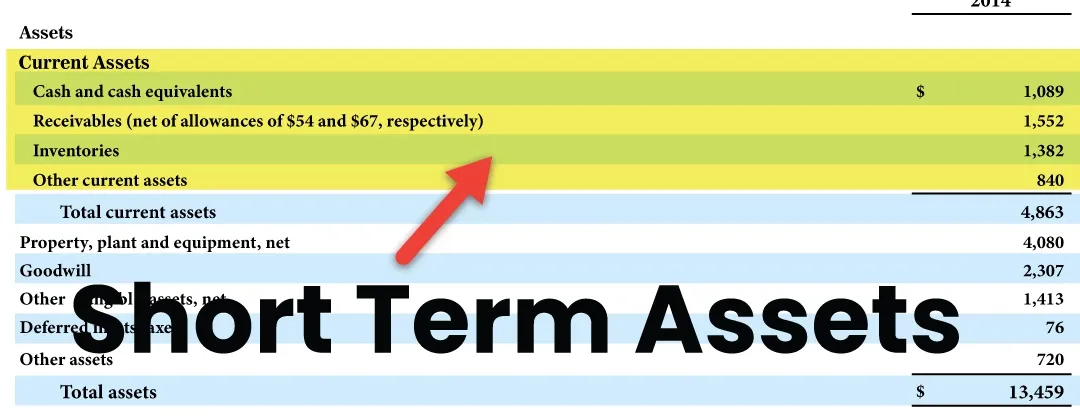 2014
Assets
Current Assets
Cash and cash equivalents $ 1,089
Receivables (net of allowances of $54 and $67, respectively) 1,552
Inventories 1,382
Other current assets 840
Total current assets 4,863
Property, plant and equipment, net 4,080
Goodwill 2,307
Other assets, net 1,413
Deferred 76
Short Term Assets
Other assets 720
Total assets $ 13,459